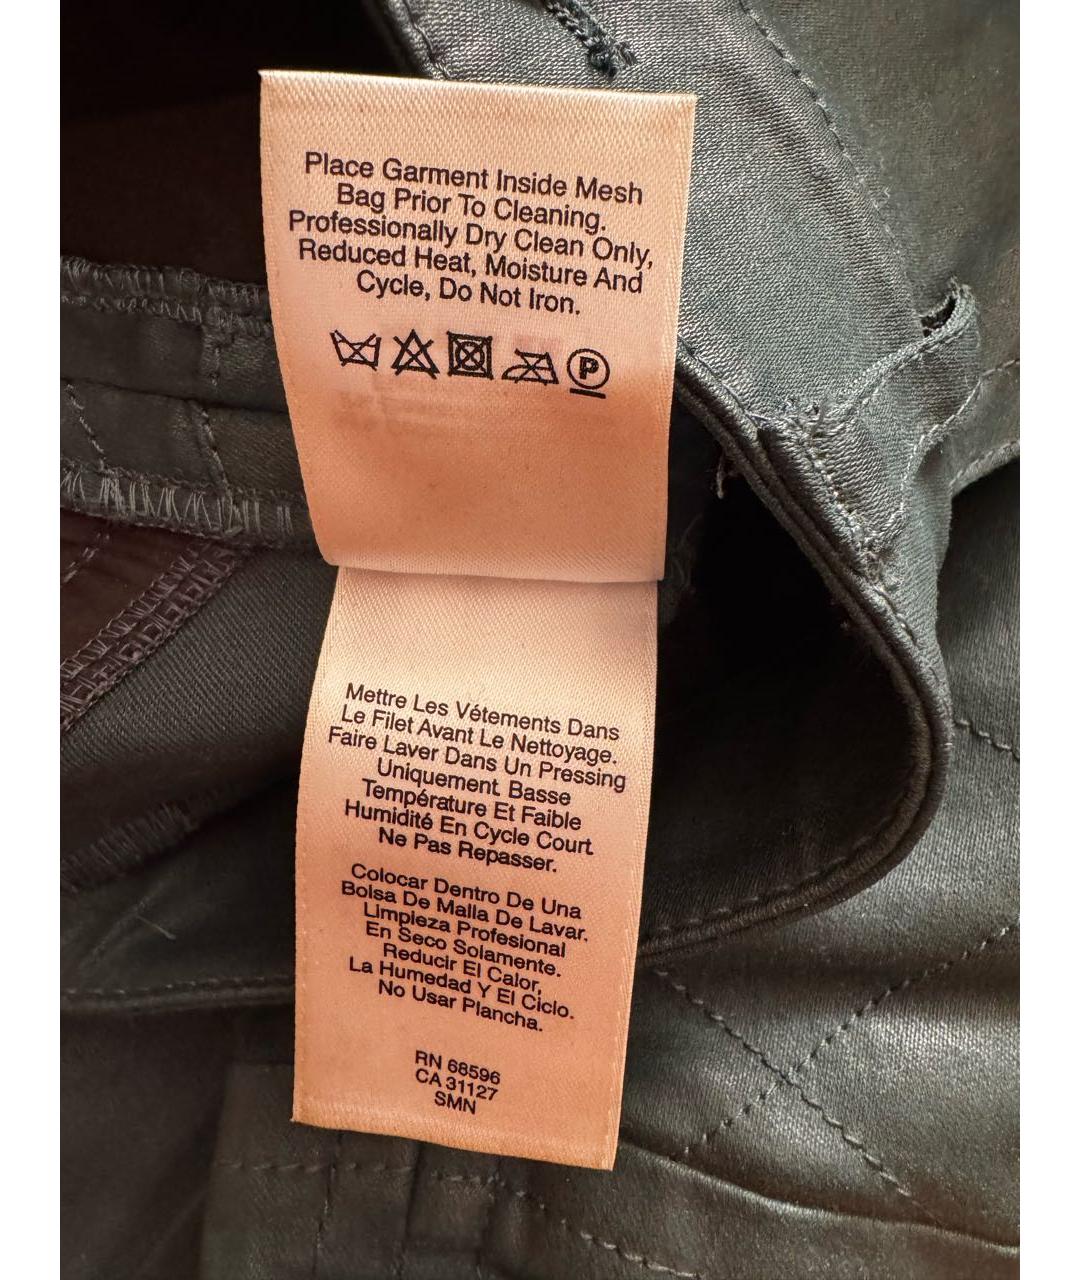 Place Garment Inside Mesh
Bag Prior To Cleaning.
Professionally Dry Clean Only,
Reduced Heat, Moisture And
Cycle, Do Not Iron.
P
Mettre Les Vétements Dans
Le Filet Avant Le Nettoyage.
Faire Laver Dans Un Pressing
Uniquement. Basse
Température Et Faible
Humidité En Cycle Court.
Ne Pas Repasser.
Colocar Dentro De Una
Bolsa De Malla De Lavar.
Limpieza Profesional
En Seco Solamente.
Reducir El Calor,
La Humedad Y El Ciclo.
No Usar Plancha.
RN 68596
CA 31127
SMN